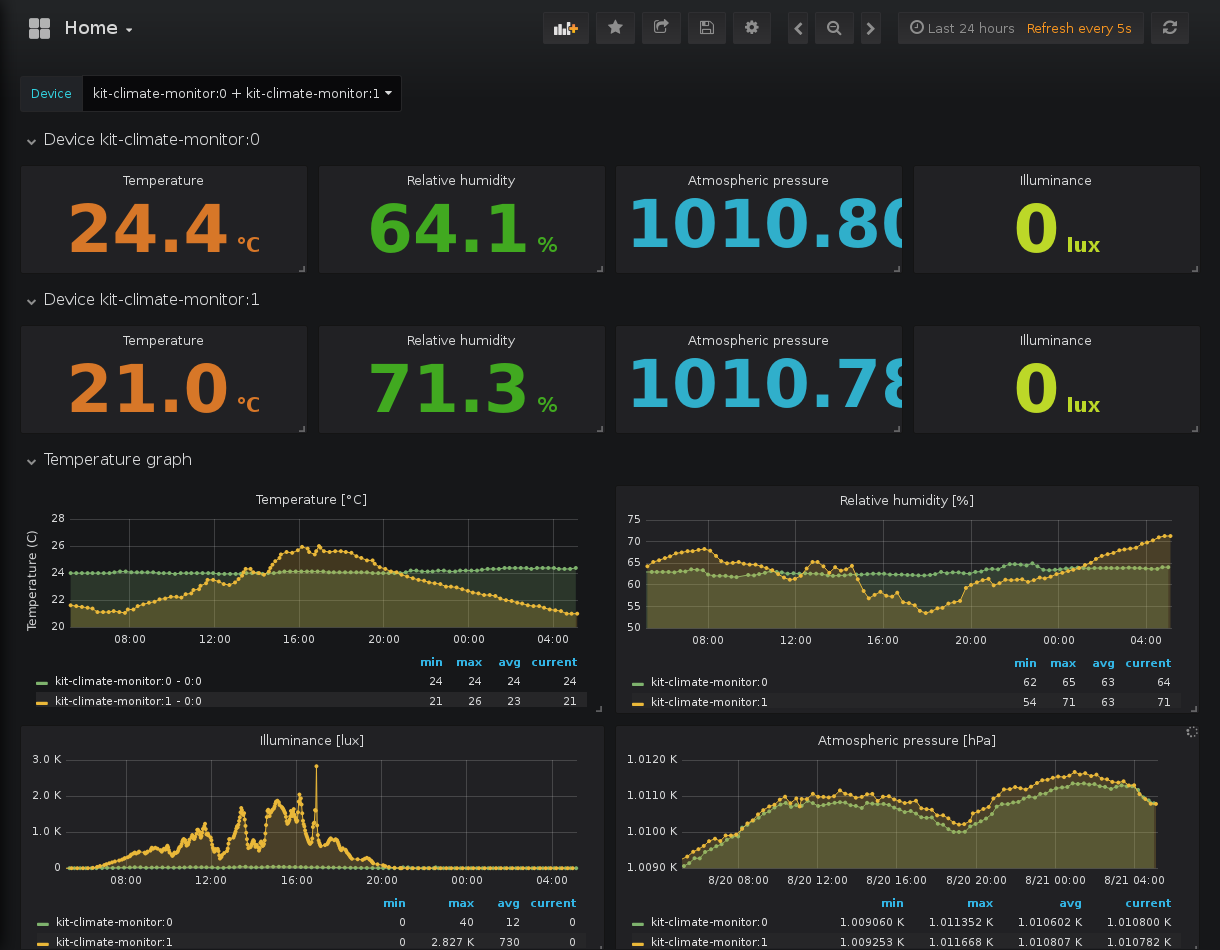 Home
Last 24 hours Refresh every 5s
Device kit-climate-monitor:0 + kit-climate-monitor:1
Device kit-climate-monitor:0
Temperature Relative humidity Atmospheric pressure Illuminance
24.4 °C 64.1 % 1010.80 0 lux
Device kit-climate-monitor:1
Temperature Relative humidity Atmospheric pressure Illuminance
21.0 °C 71.3 % 1010.78 0 lux
Temperature graph
Temperature [°C]
Temperature (C)
28
26
24
22
20
08:00 12:00 16:00 20:00 00:00 04:00
min max avg current
kit-climate-monitor:0 - 0:0 24 24 24 24
kit-climate-monitor:1 - 0:0 21 26 23 21
Relative humidity [%]
75
70
65
60
55
50
08:00 12:00 16:00 20:00 00:00 04:00
min max avg current
kit-climate-monitor:0 62 65 63 64
kit-climate-monitor:1 54 71 63 71
Illuminance [lux]
3.0 K
2.0 K
1.0 K
0
08:00 12:00 16:00 20:00 00:00 04:00
min max avg current
kit-climate-monitor:0 0 40 12 0
kit-climate-monitor:1 0 2.827 K 730 0
Atmospheric pressure [hPa]
1.0120 K
1.0110 K
1.0100 K
1.0090 K
8/20 08:00 8/20 12:00 8/20 16:00 8/20 20:00 8/21 00:00 8/21 04:00
min max avg current
kit-climate-monitor:0 1.009060 K 1.011352 K 1.010602 K 1.010800 K
kit-climate-monitor:1 1.009253 K 1.011668 K 1.010807 K 1.010782 K